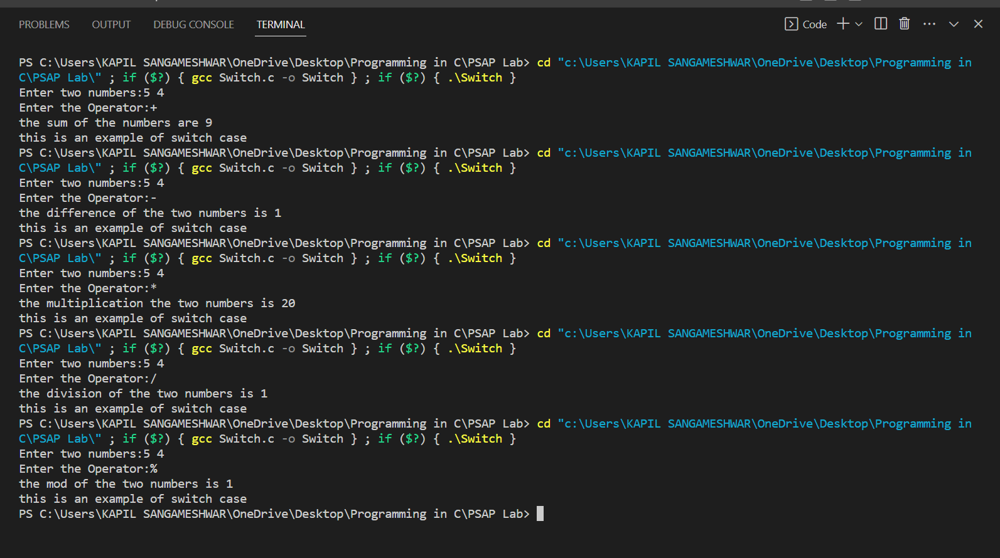 PROBLEMS OUTPUT DEBUG CONSOLE TERMINAL Code
PS C:\Users\KAPIL SANGAMESHWAR\OneDrive\Desktop\Programming in C\PSAP Lab> cd "c:\Users\KAPIL SANGAMESHWAR\OneDrive\Desktop\Programming in
C\PSAP Lab\" ; if ($?) { gcc Switch.c -o Switch } ; if ($?) { .\Switch }
Enter two numbers:5 4
Enter the Operator:+
the sum of the numbers are 9
this is an example of switch case
PS C:\Users\KAPIL SANGAMESHWAR\OneDrive\Desktop\Programming in C\PSAP Lab> cd "c:\Users\KAPIL SANGAMESHWAR\OneDrive\Desktop\Programming in
C\PSAP Lab\" ; if ($?) { gcc Switch.c -o Switch } ; if ($?) { .\Switch }
Enter two numbers:5 4
Enter the Operator:-
the difference of the two numbers is 1
this is an example of switch case
PS C:\Users\KAPIL SANGAMESHWAR\OneDrive\Desktop\Programming in C\PSAP Lab> cd "c:\Users\KAPIL SANGAMESHWAR\OneDrive\Desktop\Programming in
C\PSAP Lab\" ; if ($?) { gcc Switch.c -o Switch } ; if ($?) { .\Switch }
Enter two numbers:5 4
Enter the Operator:*
the multiplication the two numbers is 20
this is an example of switch case
PS C:\Users\KAPIL SANGAMESHWAR\OneDrive\Desktop\Programming in C\PSAP Lab> cd "c:\Users\KAPIL SANGAMESHWAR\OneDrive\Desktop\Programming in
C\PSAP Lab\" ; if ($?) { gcc Switch.c -o Switch } ; if ($?) { .\Switch }
Enter two numbers:5 4
Enter the Operator:/
the division of the two numbers is 1
this is an example of switch case
PS C:\Users\KAPIL SANGAMESHWAR\OneDrive\Desktop\Programming in C\PSAP Lab> cd "c:\Users\KAPIL SANGAMESHWAR\OneDrive\Desktop\Programming in
C\PSAP Lab\" ; if ($?) { gcc Switch.c -o Switch } ; if ($?) { .\Switch }
Enter two numbers:5 4
Enter the Operator:%
the mod of the two numbers is 1
this is an example of switch case
PS C:\Users\KAPIL SANGAMESHWAR\OneDrive\Desktop\Programming in C\PSAP Lab>